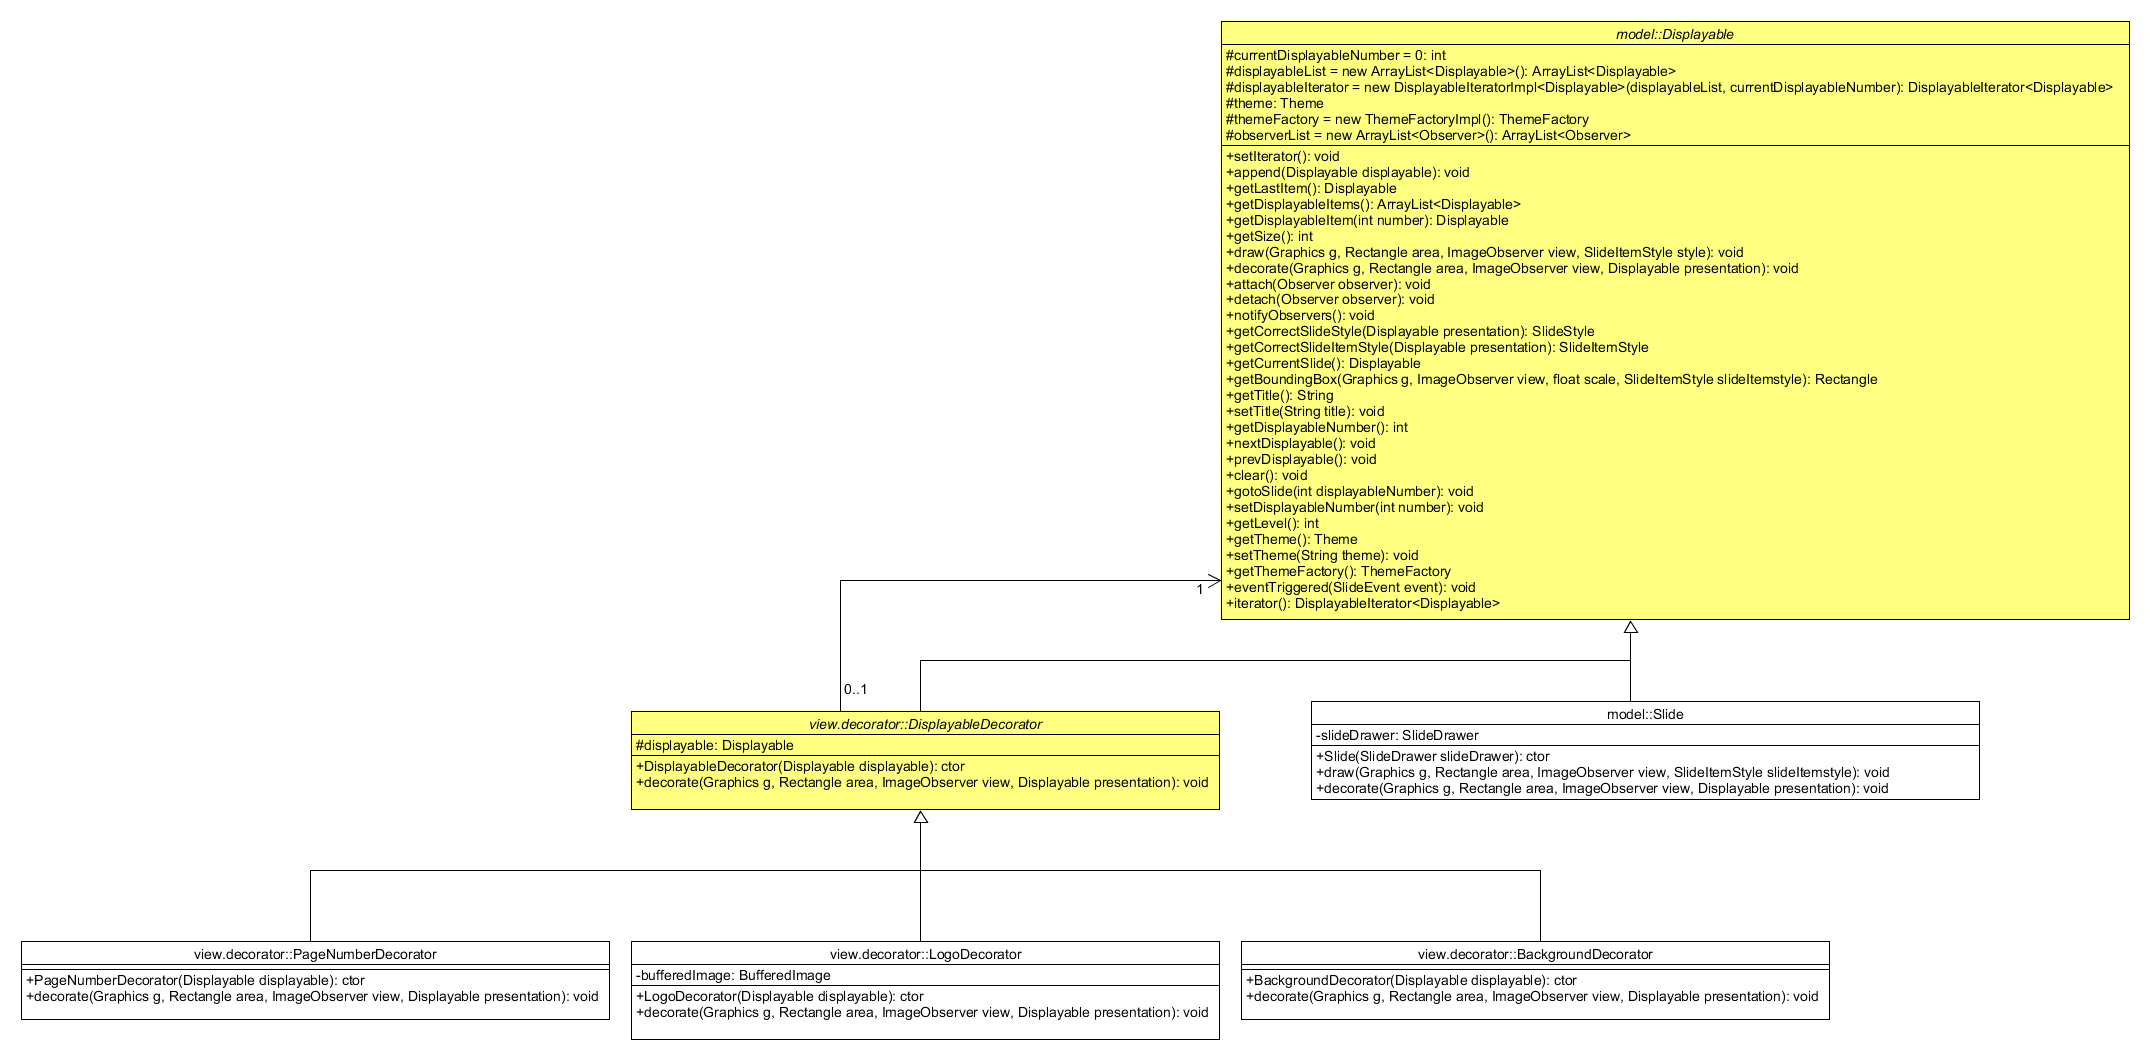 model::Displayable
#currentDisplayableNumber = 0: int
#displayableList = new ArrayList<Displayable>(): ArrayList<Displayable>
#displayableIterator = new DisplayableIteratorImpl<Displayable>(displayableList, currentDisplayableNumber): DisplayableIterator<Displayable>
#theme: Theme
#themeFactory = new ThemeFactoryImpl(): ThemeFactory
#observerList = new ArrayList<Observer>(): ArrayList<Observer>
+setIterator(): void
+append(Displayable displayable): void
+getLastItem(): Displayable
+getDisplayableItems(): ArrayList<Displayable>
+getDisplayableItem(int number): Displayable
+getSize(): int
+draw(Graphics g, Rectangle area, ImageObserver view, SlideItemStyle style): void
+decorate(Graphics g, Rectangle area, ImageObserver view, Displayable presentation): void
+attach(Observer observer): void
+detach(Observer observer): void
+notifyObservers(): void
+getCorrectSlideStyle(Displayable presentation): SlideStyle
+getCorrectSlideItemStyle(Displayable presentation): SlideItemStyle
+getCurrentSlide(): Displayable
+getBoundingBox(Graphics g, ImageObserver view, float scale, SlideItemStyle slideItemstyle): Rectangle
+getTitle(): String
+setTitle(String title): void
+getDisplayableNumber(): int
+nextDisplayable(): void
+prevDisplayable(): void
+clear(): void
+gotoSlide(int displayableNumber): void
+setDisplayableNumber(int number): void
+getLevel(): int
+getTheme(): Theme
+setTheme(String theme): void
+getThemeFactory(): ThemeFactory
+eventTriggered(SlideEvent event): void
+iterator(): DisplayableIterator<Displayable>
1
0..1
view.decorator::DisplayableDecorator
#displayable: Displayable
+DisplayableDecorator(Displayable displayable): ctor
+decorate(Graphics g, Rectangle area, ImageObserver view, Displayable presentation): void
model::Slide
-slideDrawer: SlideDrawer
+Slide(SlideDrawer slideDrawer): ctor
+draw(Graphics g, Rectangle area, ImageObserver view, SlideItemStyle slideItemstyle): void
+decorate(Graphics g, Rectangle area, ImageObserver view, Displayable presentation): void
view.decorator::PageNumberDecorator
+PageNumberDecorator(Displayable displayable): ctor
+decorate(Graphics g, Rectangle area, ImageObserver view, Displayable presentation): void
view.decorator::LogoDecorator
-bufferedImage: BufferedImage
+LogoDecorator(Displayable displayable): ctor
+decorate(Graphics g, Rectangle area, ImageObserver view, Displayable presentation): void
view.decorator::BackgroundDecorator
+BackgroundDecorator(Displayable displayable): ctor
+decorate(Graphics g, Rectangle area, ImageObserver view, Displayable presentation): void